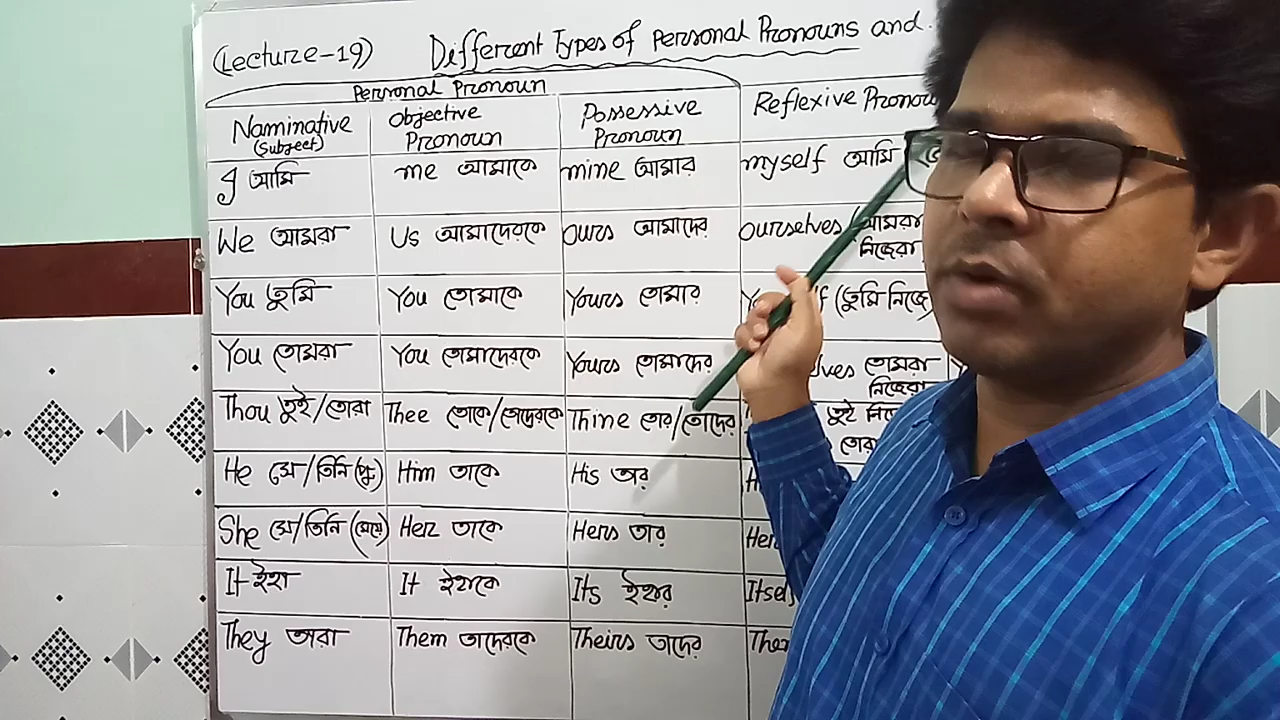 (Lecture-19) Different Types of Personal Pronouns and
Personal Pronoun
Naminative (Subject) Objective Pronoun Possessive Pronoun Reflexive
I আমি me আমাকে mine আমার myself আমি
We আমরা Us আমাদেরকে Ours আমাদের ourselves (আমরা নিজেরা
You তুমি You তোমাকে Yours তোমার (তুমি নিজে)
You তোমরা You তোমাদেরকে Yours তোমাদের তোমরা নিজেরা
Thou তুই/তোরা Thee তোকে/তোদেরকে Thine তোর/তোদের তুই
He সে/তিনি (পু:) Him তাকে His তার
She সে/তিনি (মেয়ে) Her তাকে Hers তার
It ইহা It ইহাকে Its ইহার Itself
They তারা Them তাদেরকে Theirs তাদের